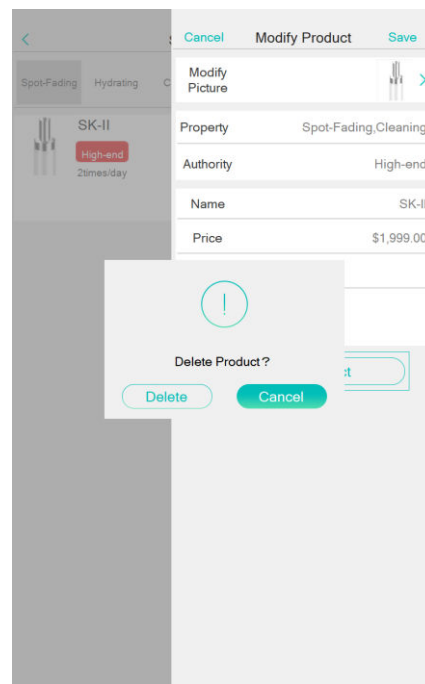 Cancel
Modify Product
Save
Spot-Fading
Hydrating
Modify
Picture
SK-II
High-end
2times/day
Property
Spot-Fading,Cleaning
Authority
High-end
Name
SK-II
Price
$1,999.00
Delete Product?
Delete
Cancel